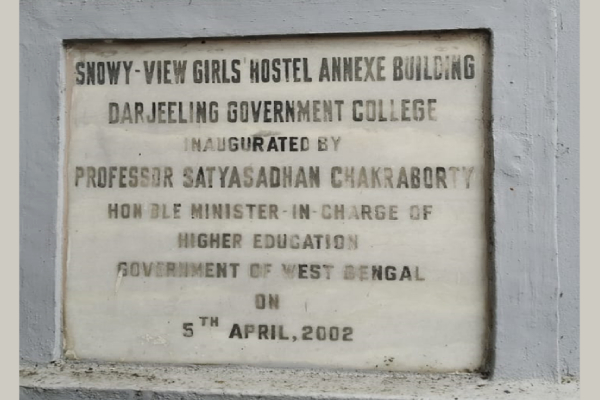 SNOWY-VIEW GIRLS' HOSTEL ANNEXE BUILDING
DARJEELING GOVERNMENT COLLEGE
INAUGURATED BY
PROFESSOR SATYASADHAN CHAKRABORTY
HON'BLE MINISTER-IN-CHARGE OF
HIGHER EDUCATION
GOVERNMENT OF WEST BENGAL
ON
5TH APRIL, 2002